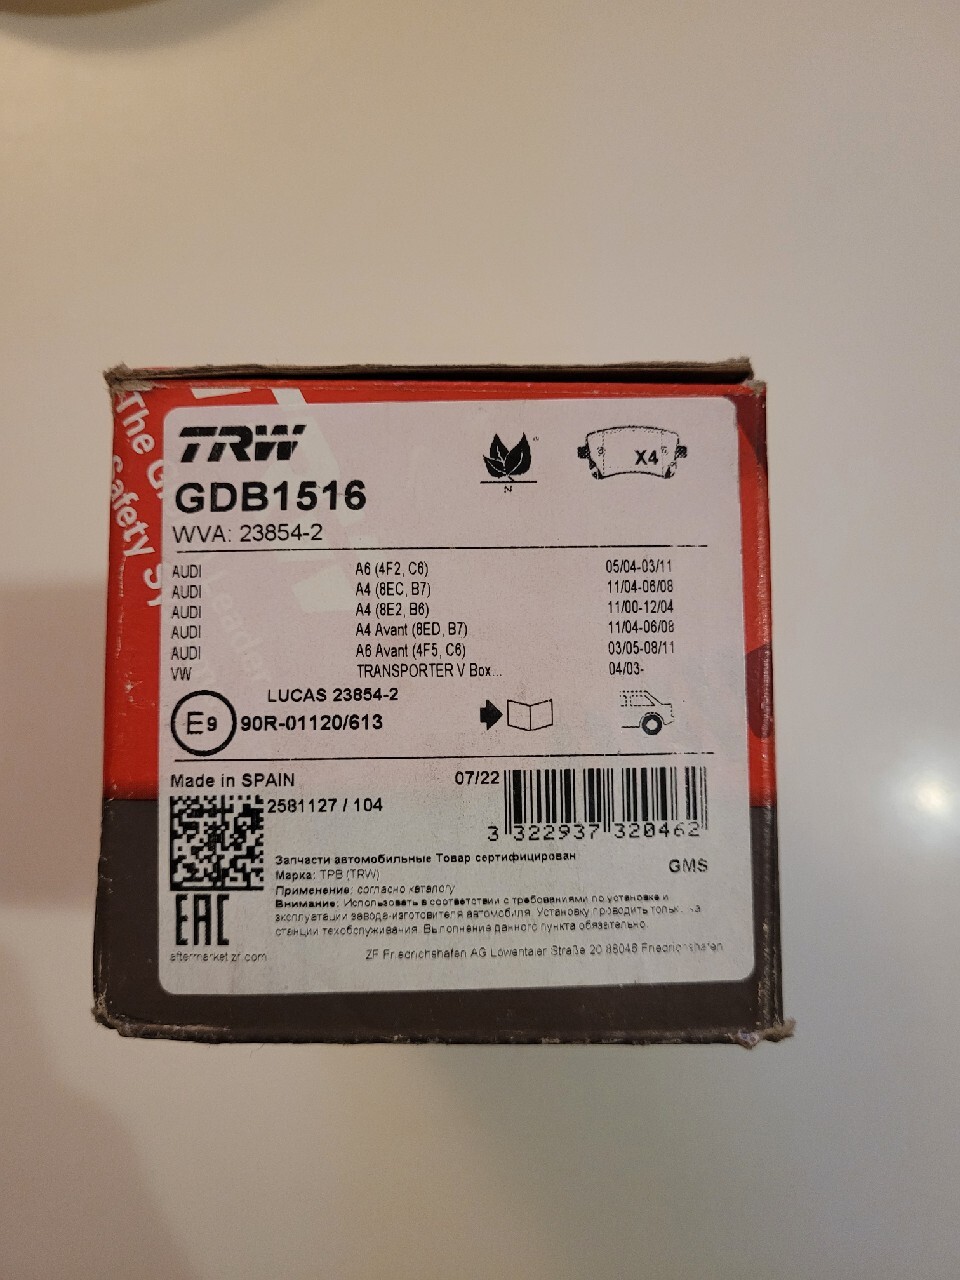 The G
Safety Sy
Leader
TRW
GDB1516
WVA: 23854-2
N
X4
AUDI A6 (4F2, C6) 05/04-03/11
AUDI A4 (8EC, B7) 11/04-06/08
AUDI A4 (8E2, B6) 11/00-12/04
AUDI A4 Avant (8ED, B7) 11/04-06/08
AUDI A6 Avant (4F5, C6) 03/05-08/11
VW TRANSPORTER V Box... 04/03-
LUCAS 23854-2
E9 90R-01120/613
Made in SPAIN 07/22
2581127 / 104
3 322937 320462
Запчасти автомобильные Товар сертифицирован
Марка: ТРВ (TRW)
GMS
Применение: согласно каталогу
Внимание: Использовать в соответствии с требованиями по установке и
эксплуатации завода-изготовителя автомобиля. Установку проводить только на
станции техобслуживания. Выполнение данного пункта обязательно.
EAC
aftermarket.zf.com
ZF Friedrichshafen AG Löwentaler Straße 20 88046 Friedrichshafen